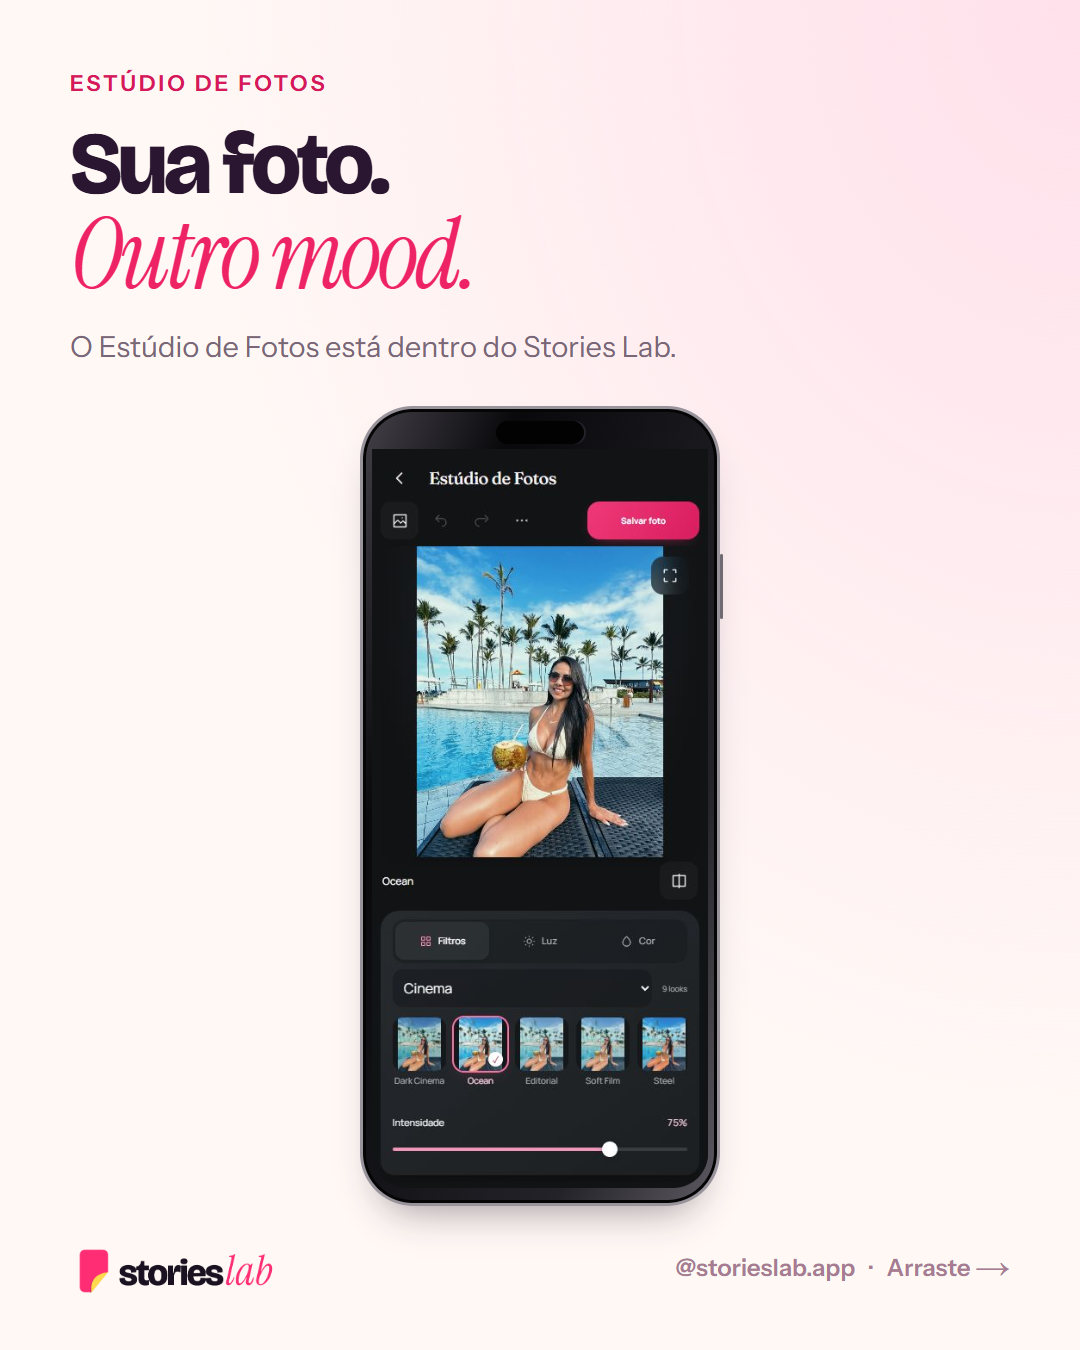 ESTÚDIO DE FOTOS
Sua foto.
Outro mood.
O Estúdio de Fotos está dentro do Stories Lab.
Estúdio de Fotos
Salvar foto
Ocean
Filtros
Luz
Cor
Cinema
9 looks
Dark Cinema
Ocean
Editorial
Soft Film
Steel
Intensidade
75%
storieslab
@storieslab.app · Arraste →